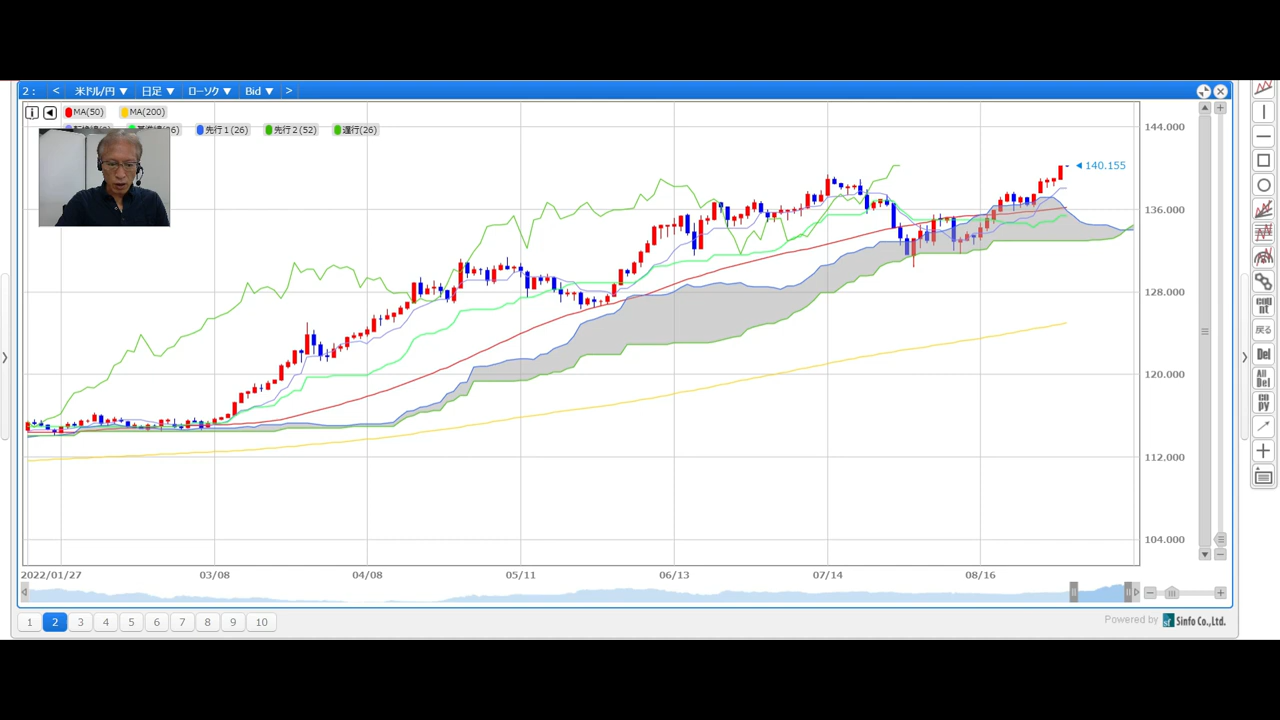 2 : < 米ドル/円 ▼ 日足 ▼ ローソク ▼ Bid ▼ >
MA(50) MA(200)
先行1(26) 先行2(52) 遅行(26)
144.000
140.155
136.000
128.000
120.000
112.000
104.000
2022/01/27 03/08 04/08 05/11 06/13 07/14 08/16
1 2 3 4 5 6 7 8 9 10
Powered by Sinfo Co.,Ltd.
戻る
Del
All
Del
co
py